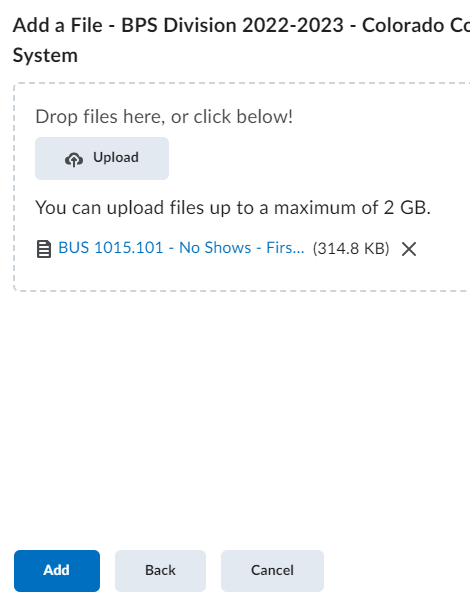 Add a File - BPS Division 2022-2023 - Colorado
System
Drop files here, or click below!
Upload
You can upload files up to a maximum of 2 GB.
BUS 1015.101 - No Shows - Firs... (314.8 KB)
Add
Back
Cancel